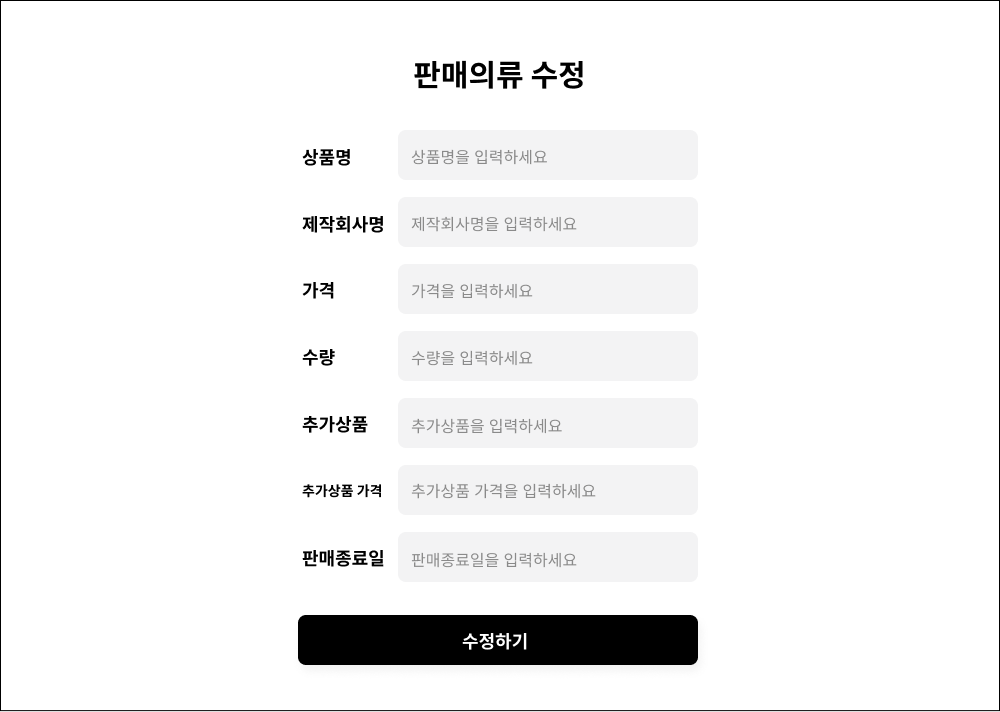 판매의류 수정
상품명 상품명을 입력하세요
제작회사명 제작회사명을 입력하세요
가격 가격을 입력하세요
수량 수량을 입력하세요
추가상품 추가상품을 입력하세요
추가상품 가격 추가상품 가격을 입력하세요
판매종료일 판매종료일을 입력하세요
수정하기